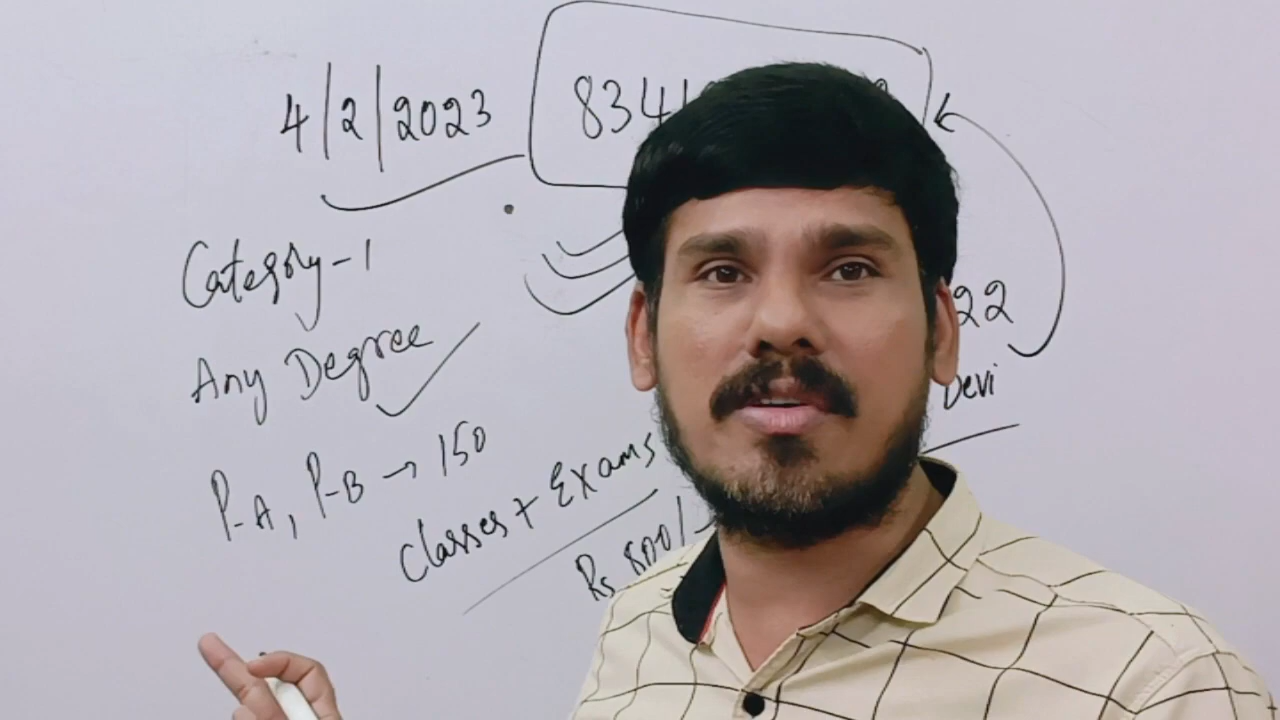 4/2/2023
834
Category-1
22
Any Degree
Devi
P-A, P-B → 150
Classes + Exams
Rs 800/-